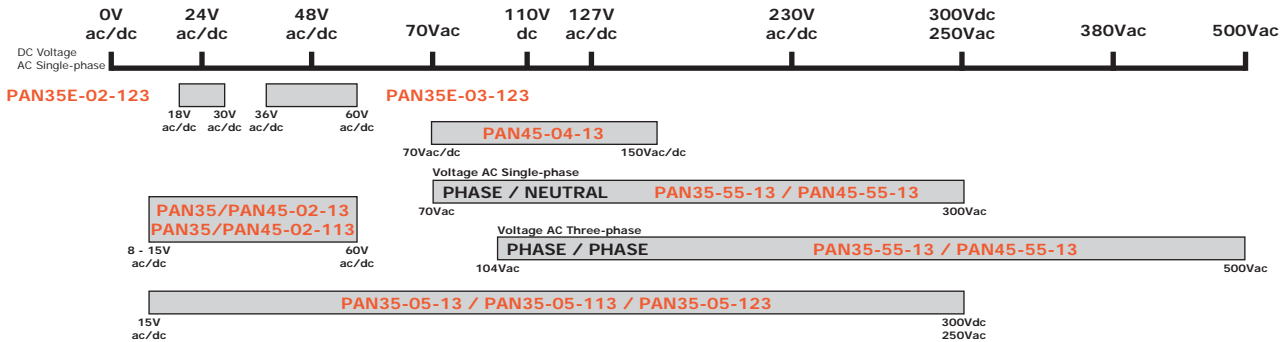 0V 24V 48V 70Vac 110V 127V 230V 300Vdc 380Vac 500Vac
ac/dc ac/dc ac/dc dc ac/dc ac/dc 250Vac
DC Voltage
AC Single-phase
PAN35E-02-123 PAN35E-03-123
18V 30V 36V 60V
ac/dc ac/dc ac/dc ac/dc
PAN45-04-13
70Vac/dc 150Vac/dc
Voltage AC Single-phase
PHASE / NEUTRAL PAN35-55-13 / PAN45-55-13
70Vac 300Vac
PAN35/PAN45-02-13
PAN35/PAN45-02-113
8 - 15V 60V
ac/dc ac/dc
Voltage AC Three-phase
PHASE / PHASE PAN35-55-13 / PAN45-55-13
104Vac 500Vac
PAN35-05-13 / PAN35-05-113 / PAN35-05-123
15V 300Vdc
ac/dc 250Vac